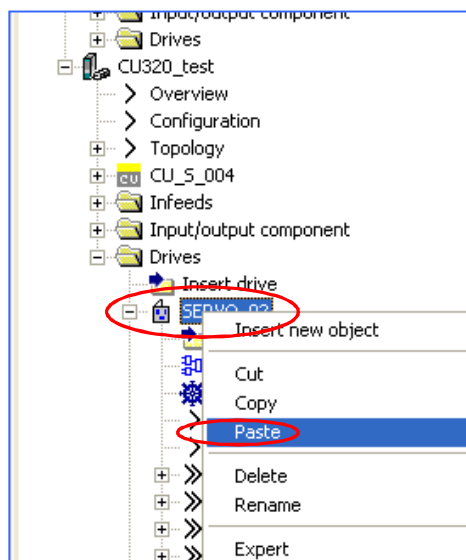 Input/output component
Drives
CU320_test
Overview
Configuration
Topology
CU_S_004
Infeeds
Input/output component
Drives
Insert drive
SERVO_02
Insert new object
Cut
Copy
Paste
Delete
Rename
Expert